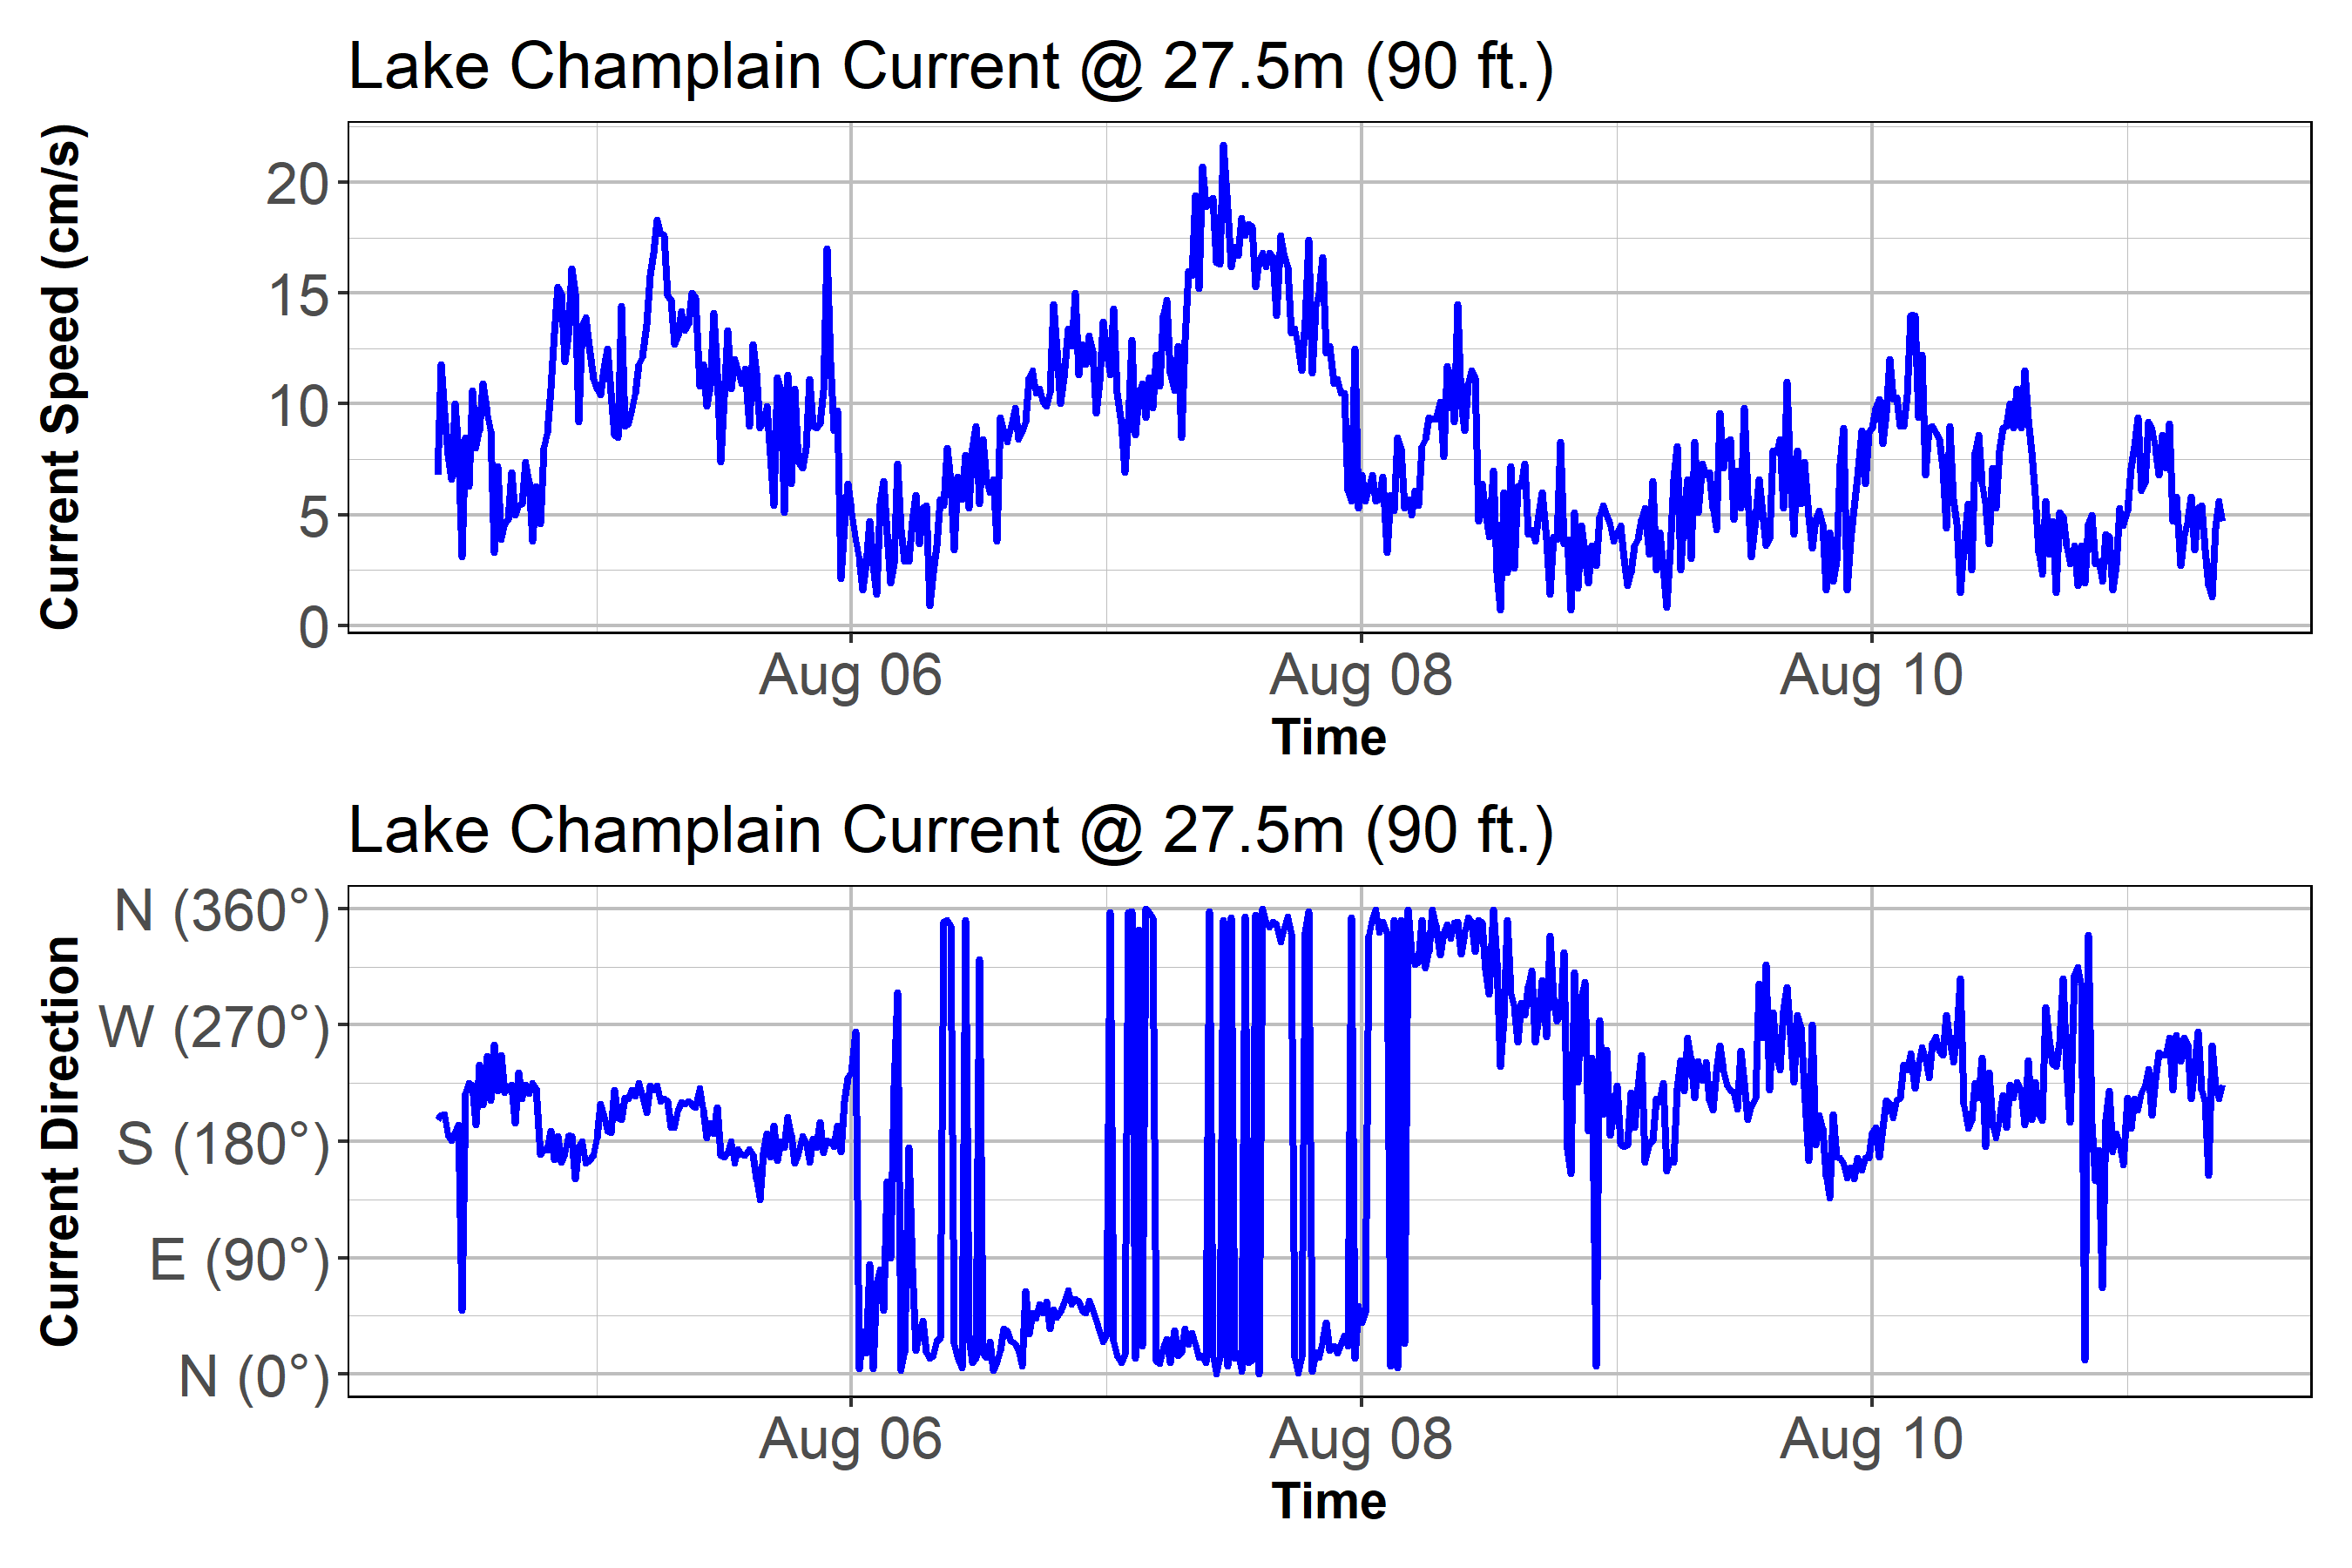 Lake Champlain Current @ 27.5m (90 ft.)
Current Speed (cm/s)
20
15
10
5
0
Aug 06 Aug 08 Aug 10
Time
Lake Champlain Current @ 27.5m (90 ft.)
Current Direction
N (360°)
W (270°)
S (180°)
E (90°)
N (0°)
Aug 06 Aug 08 Aug 10
Time